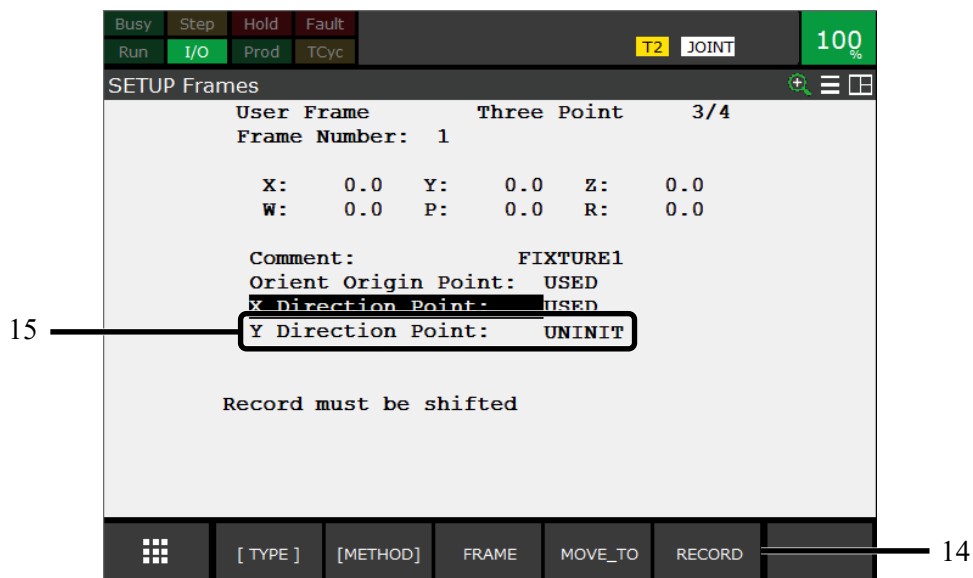 Busy Step Hold Fault
Run I/O Prod TCyc T2 JOINT 100%
SETUP Frames
User Frame Three Point 3/4
Frame Number: 1
X: 0.0 Y: 0.0 Z: 0.0
W: 0.0 P: 0.0 R: 0.0
Comment: FIXTURE1
Orient Origin Point: USED
X Direction Point: USED
15 Y Direction Point: UNINIT
Record must be shifted
[ TYPE ] [METHOD] FRAME MOVE_TO RECORD 14